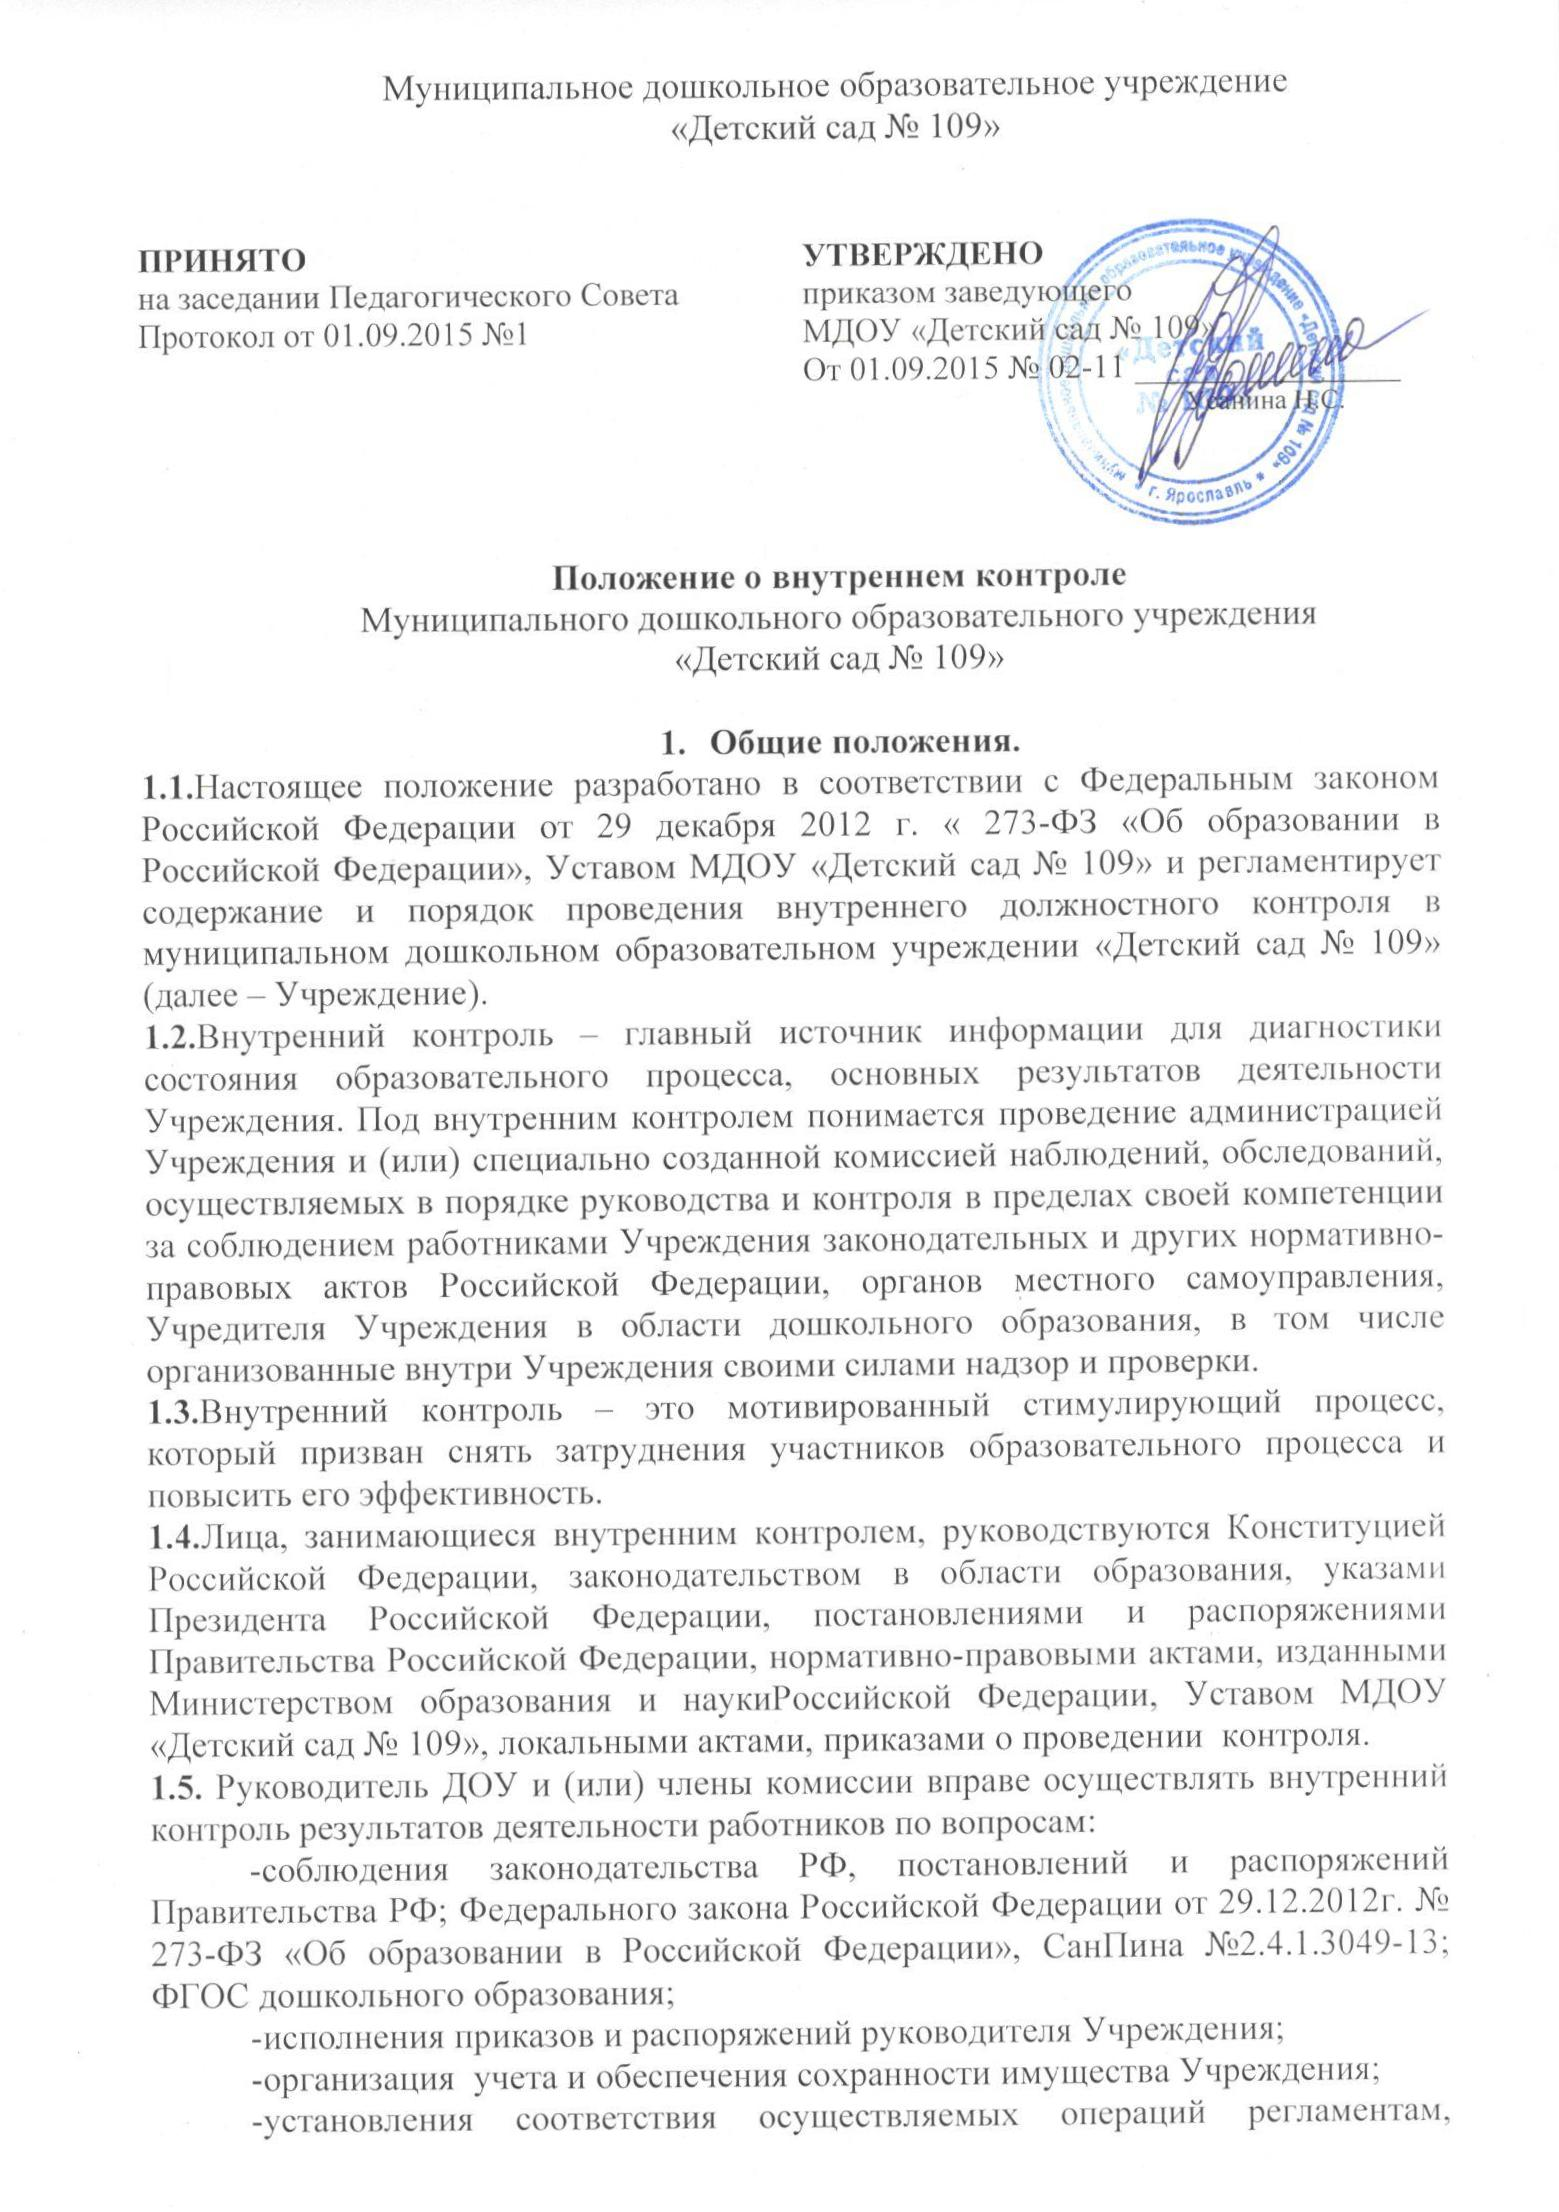 Муниципальное дошкольное образовательное учреждение
«Детский сад № 109»
ПРИНЯТО
на заседании Педагогического Совета
Протокол от 01.09.2015 №1
УТВЕРЖДЕНО
приказом заведующего
МДОУ «Детский сад № 109»
От 01.09.2015 № 02-11
Н.С.
«Детский
сад
№
образовательное учреждение «Детский сад № 109»
* г. Ярославль *
Положение о внутреннем контроле
Муниципального дошкольного образовательного учреждения
«Детский сад № 109»
1. Общие положения.
1.1.Настоящее положение разработано в соответствии с Федеральным законом
Российской Федерации от 29 декабря 2012 г. « 273-ФЗ «Об образовании в
Российской Федерации», Уставом МДОУ «Детский сад № 109» и регламентирует
содержание и порядок проведения внутреннего должностного контроля в
муниципальном дошкольном образовательном учреждении «Детский сад № 109»
(далее – Учреждение).
1.2.Внутренний контроль – главный источник информации для диагностики
состояния образовательного процесса, основных результатов деятельности
Учреждения. Под внутренним контролем понимается проведение администрацией
Учреждения и (или) специально созданной комиссией наблюдений, обследований,
осуществляемых в порядке руководства и контроля в пределах своей компетенции
за соблюдением работниками Учреждения законодательных и других нормативно-
правовых актов Российской Федерации, органов местного самоуправления,
Учредителя Учреждения в области дошкольного образования, в том числе
организованные внутри Учреждения своими силами надзор и проверки.
1.3.Внутренний контроль – это мотивированный стимулирующий процесс,
который призван снять затруднения участников образовательного процесса и
повысить его эффективность.
1.4.Лица, занимающиеся внутренним контролем, руководствуются Конституцией
Российской Федерации, законодательством в области образования, указами
Президента Российской Федерации, постановлениями и распоряжениями
Правительства Российской Федерации, нормативно-правовыми актами, изданными
Министерством образования и наукиРоссийской Федерации, Уставом МДОУ
«Детский сад № 109», локальными актами, приказами о проведении  контроля.
1.5. Руководитель ДОУ и (или) члены комиссии вправе осуществлять внутренний
контроль результатов деятельности работников по вопросам:
-соблюдения законодательства РФ, постановлений и распоряжений
Правительства РФ; Федерального закона Российской Федерации от 29.12.2012г. №
273-ФЗ «Об образовании в Российской Федерации», СанПина №2.4.1.3049-13;
ФГОС дошкольного образования;
-исполнения приказов и распоряжений руководителя Учреждения;
-организация  учета и обеспечения сохранности имущества Учреждения;
-установления соответствия осуществляемых операций регламентам,